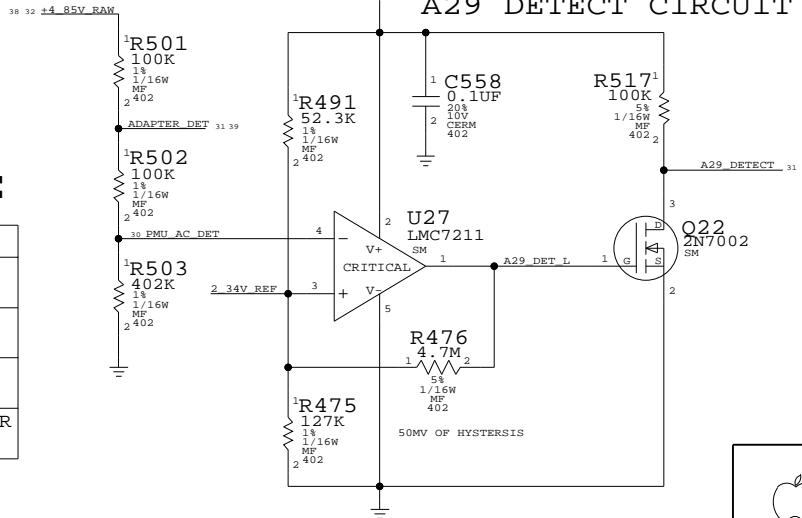 A29 DETECT CIRCUIT
38 32 +4_85V_RAW
1 R501
100K
1%
1/16W
MF
2 402
ADAPTER_DET 31 39
1 R502
100K
1%
1/16W
MF
2 402
30 PMU_AC_DET
1 R503
402K
1%
1/16W
MF
2 402
1 R491
52.3K
1%
1/16W
MF
2 402
1 C558
0.1UF
20%
10V
2 CERM
402
R517 1
100K
5%
1/16W
MF
402 2
A29_DETECT 31
3
Q22
2N7002
SM
D
G
S
1
2
2 U27
LMC7211
SM
4
V+
CRITICAL
V-
3
5
1
A29_DET_L
2_34V_REF
R476
4.7M
1 2
5%
1/16W
MF
402
50MV OF HYSTERSIS
1 R475
127K
1%
1/16W
MF
2 402
R